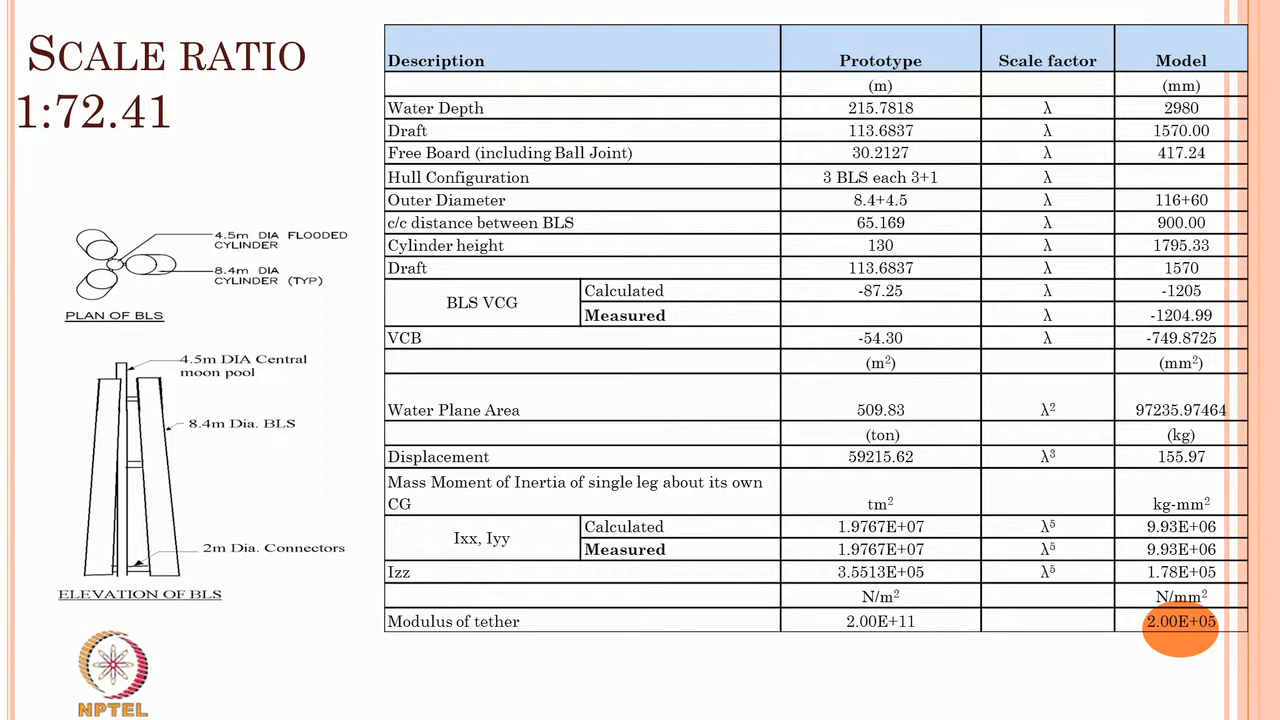 SCALE RATIO
1:72.41
4.5m DIA FLOODED
CYLINDER
8.4m DIA
CYLINDER (TYP)
PLAN OF BLS
4.5m DIA Central
moon pool
8.4m Dia. BLS
2m Dia. Connectors
ELEVATION OF BLS
NPTEL
Description Prototype Scale factor Model
(m) (mm)
Water Depth 215.7818 λ 2980
Draft 113.6837 λ 1570.00
Free Board (including Ball Joint) 30.2127 λ 417.24
Hull Configuration 3 BLS each 3+1 λ
Outer Diameter 8.4+4.5 λ 116+60
c/c distance between BLS 65.169 λ 900.00
Cylinder height 130 λ 1795.33
Draft 113.6837 λ 1570
BLS VCG Calculated -87.25 λ -1205
Measured λ -1204.99
VCB -54.30 λ -749.8725
(m²) (mm²)
Water Plane Area 509.83 λ² 97235.97464
(ton) (kg)
Displacement 59215.62 λ³ 155.97
Mass Moment of Inertia of single leg about its own
CG tm² kg-mm²
Ixx, Iyy Calculated 1.9767E+07 λ⁵ 9.93E+06
Measured 1.9767E+07 λ⁵ 9.93E+06
Izz 3.5513E+05 λ⁵ 1.78E+05
N/m² N/mm²
Modulus of tether 2.00E+11 2.00E+05